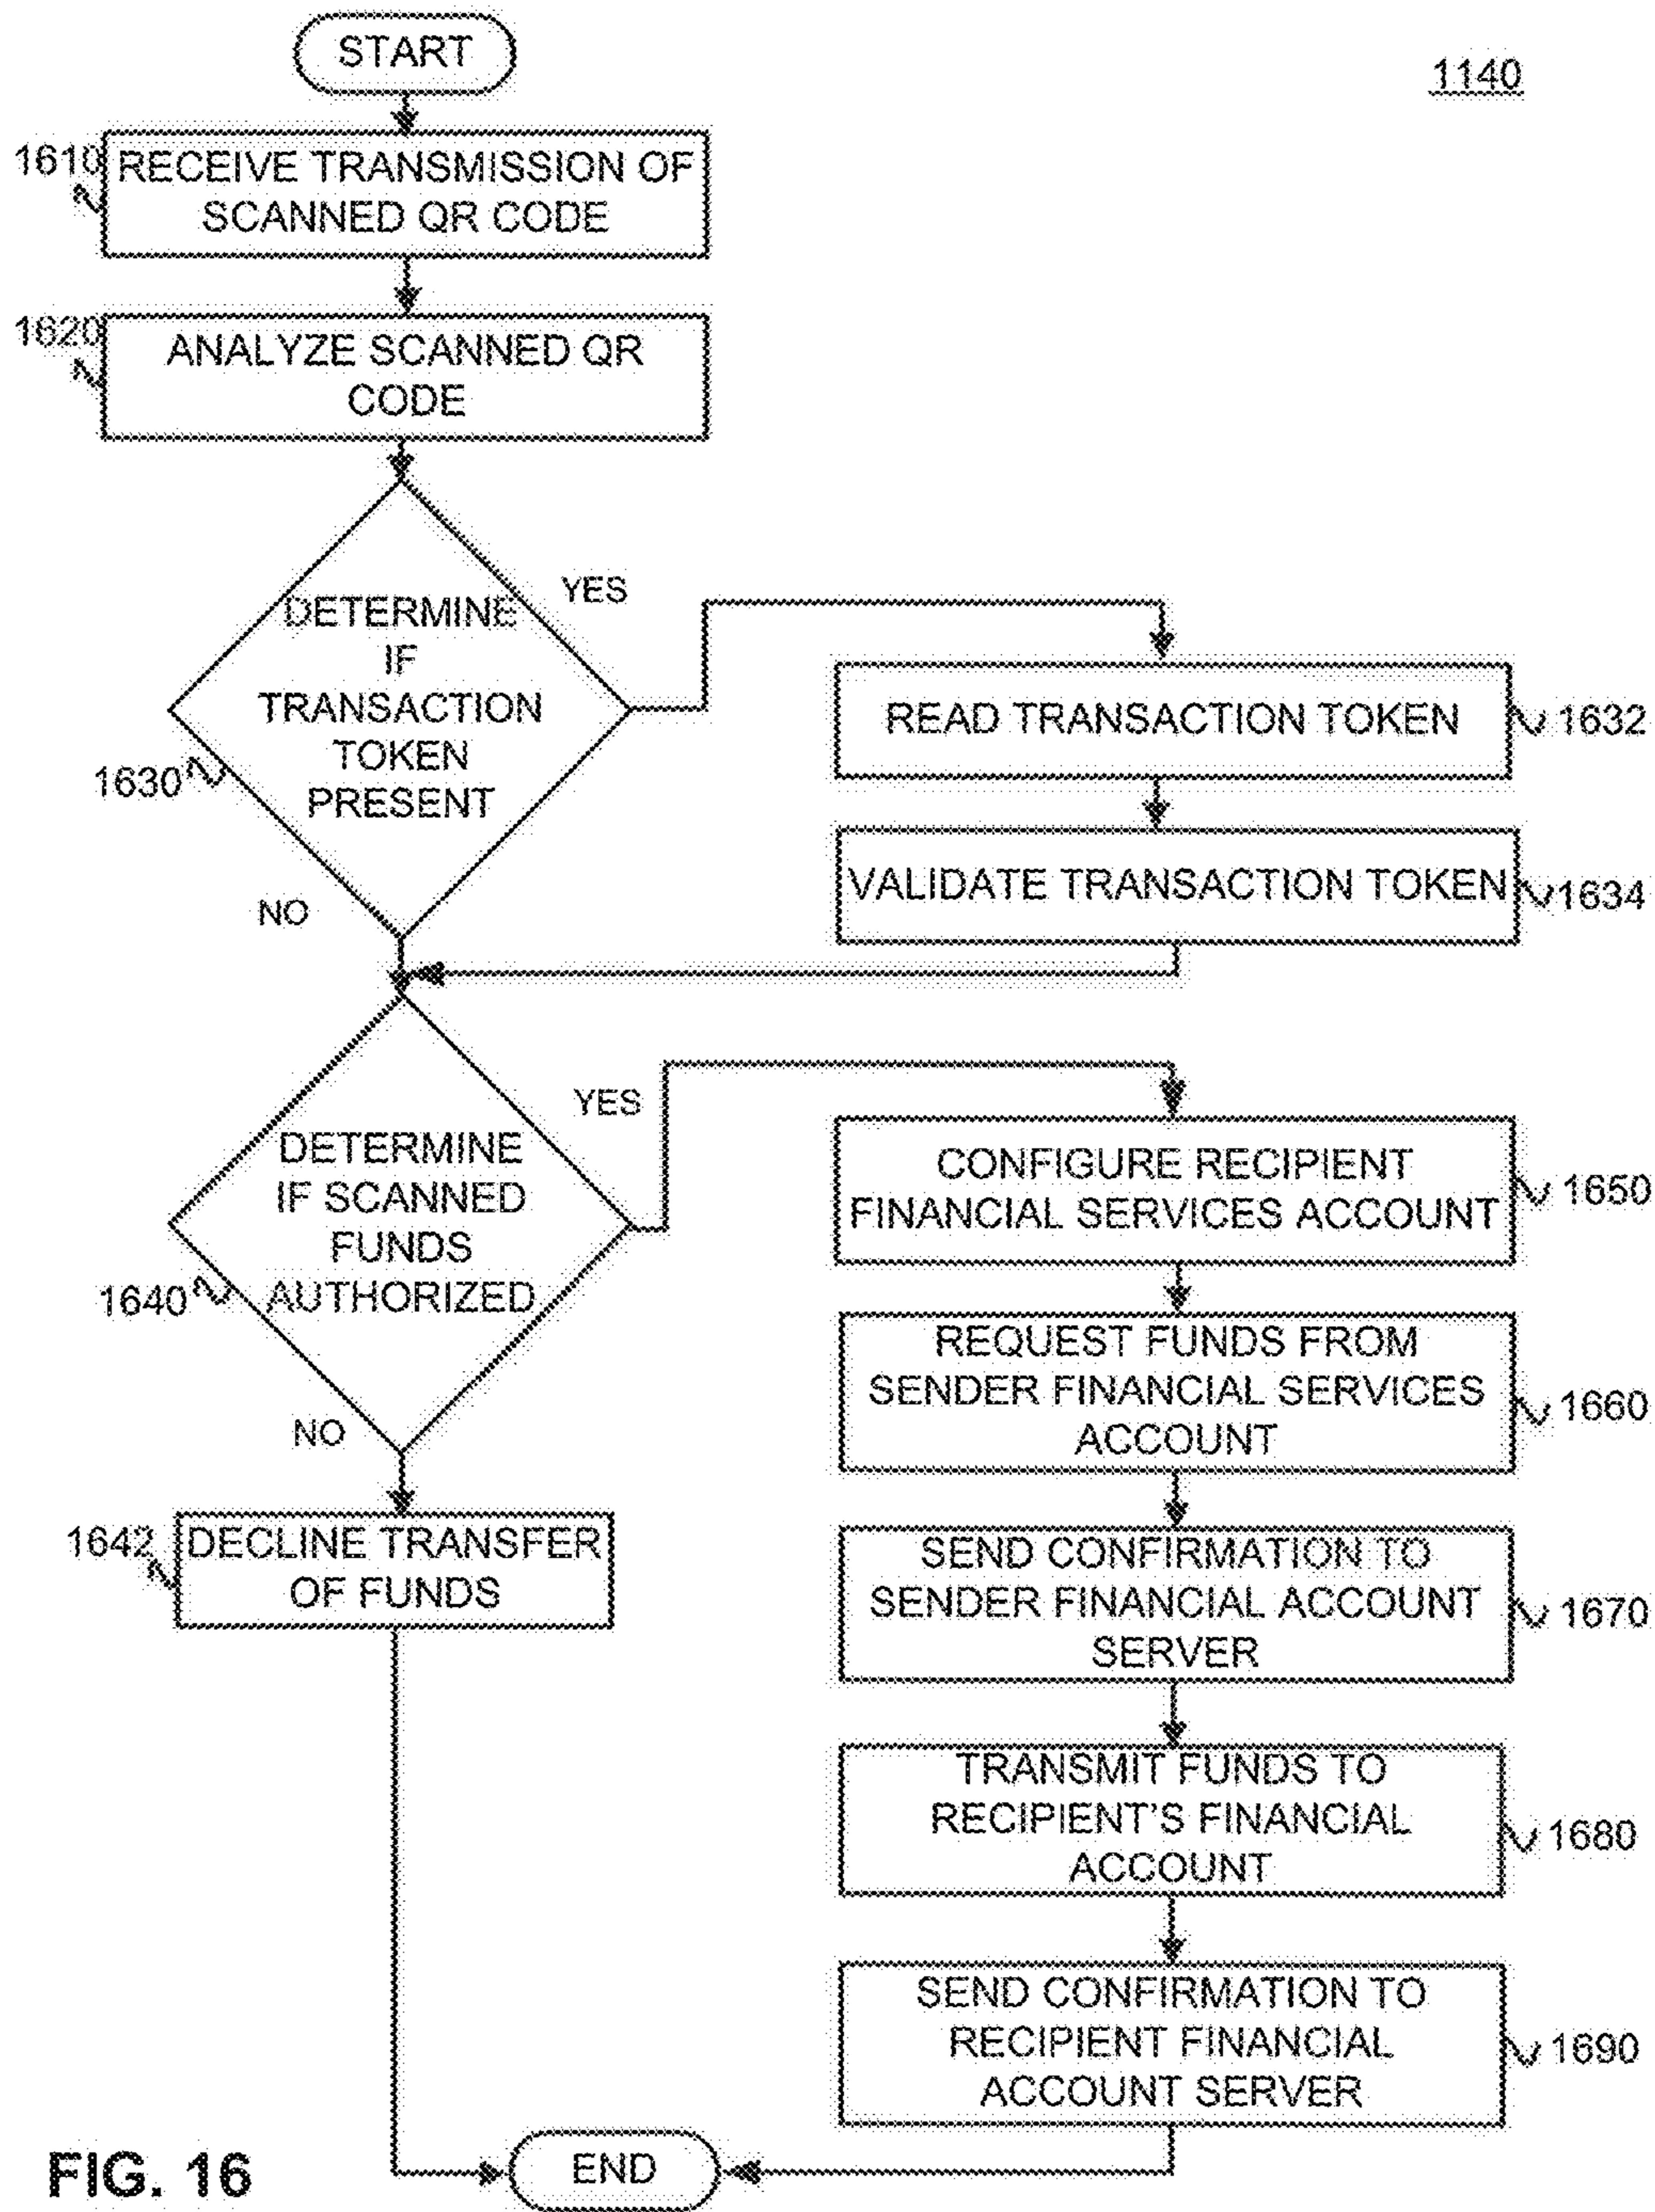 START
1140
1610
RECEIVE TRANSMISSION OF
SCANNED QR CODE
1620
ANALYZE SCANNED QR
CODE
YES
DETERMINE
IF
TRANSACTION
TOKEN
PRESENT
1630
NO
READ TRANSACTION TOKEN
1632
VALIDATE TRANSACTION TOKEN
1634
YES
DETERMINE
IF SCANNED
FUNDS
AUTHORIZED
1640
NO
1642
DECLINE TRANSFER
OF FUNDS
CONFIGURE RECIPIENT
FINANCIAL SERVICES ACCOUNT
1650
REQUEST FUNDS FROM
SENDER FINANCIAL SERVICES
ACCOUNT
1660
SEND CONFIRMATION TO
SENDER FINANCIAL ACCOUNT
SERVER
1670
TRANSMIT FUNDS TO
RECIPIENT'S FINANCIAL
ACCOUNT
1680
SEND CONFIRMATION TO
RECIPIENT FINANCIAL
ACCOUNT SERVER
1690
END
FIG. 16